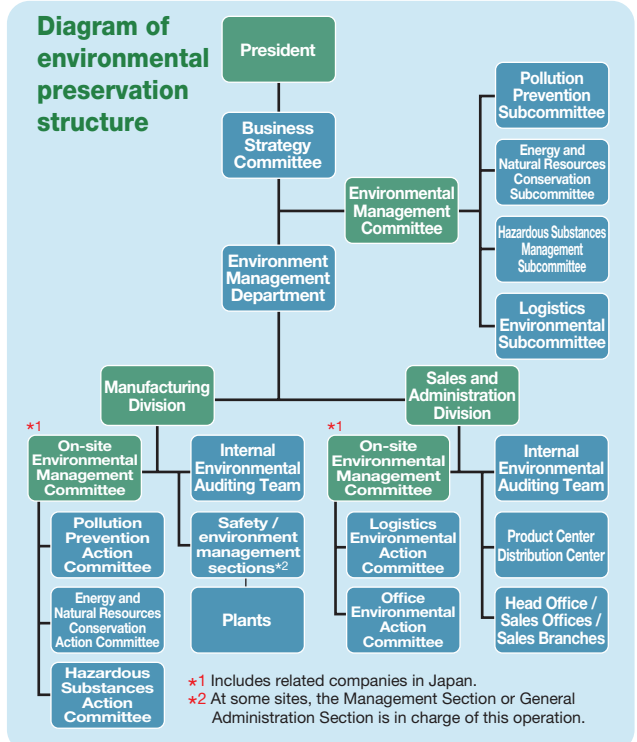 Diagram of
environmental
preservation
structure
President
Business
Strategy
Committee
Environmental
Management
Committee
Pollution
Prevention
Subcommittee
Energy and
Natural Resources
Conservation
Subcommittee
Hazardous Substances
Management
Subcommittee
Logistics
Environmental
Subcommittee
Environment
Management
Department
Manufacturing
Division
Sales and
Administration
Division
*1
On-site
Environmental
Management
Committee
Internal
Environmental
Auditing Team
Pollution
Prevention
Action
Committee
Safety /
environment
management
sections*2
Energy and
Natural Resources
Conservation
Action Committee
Plants
Hazardous
Substances
Action
Committee
*1
On-site
Environmental
Management
Committee
Internal
Environmental
Auditing Team
Logistics
Environmental
Action
Committee
Product Center
Distribution Center
Office
Environmental
Action
Committee
Head Office /
Sales Offices /
Sales Branches
*1 Includes related companies in Japan.
*2 At some sites, the Management Section or General
Administration Section is in charge of this operation.